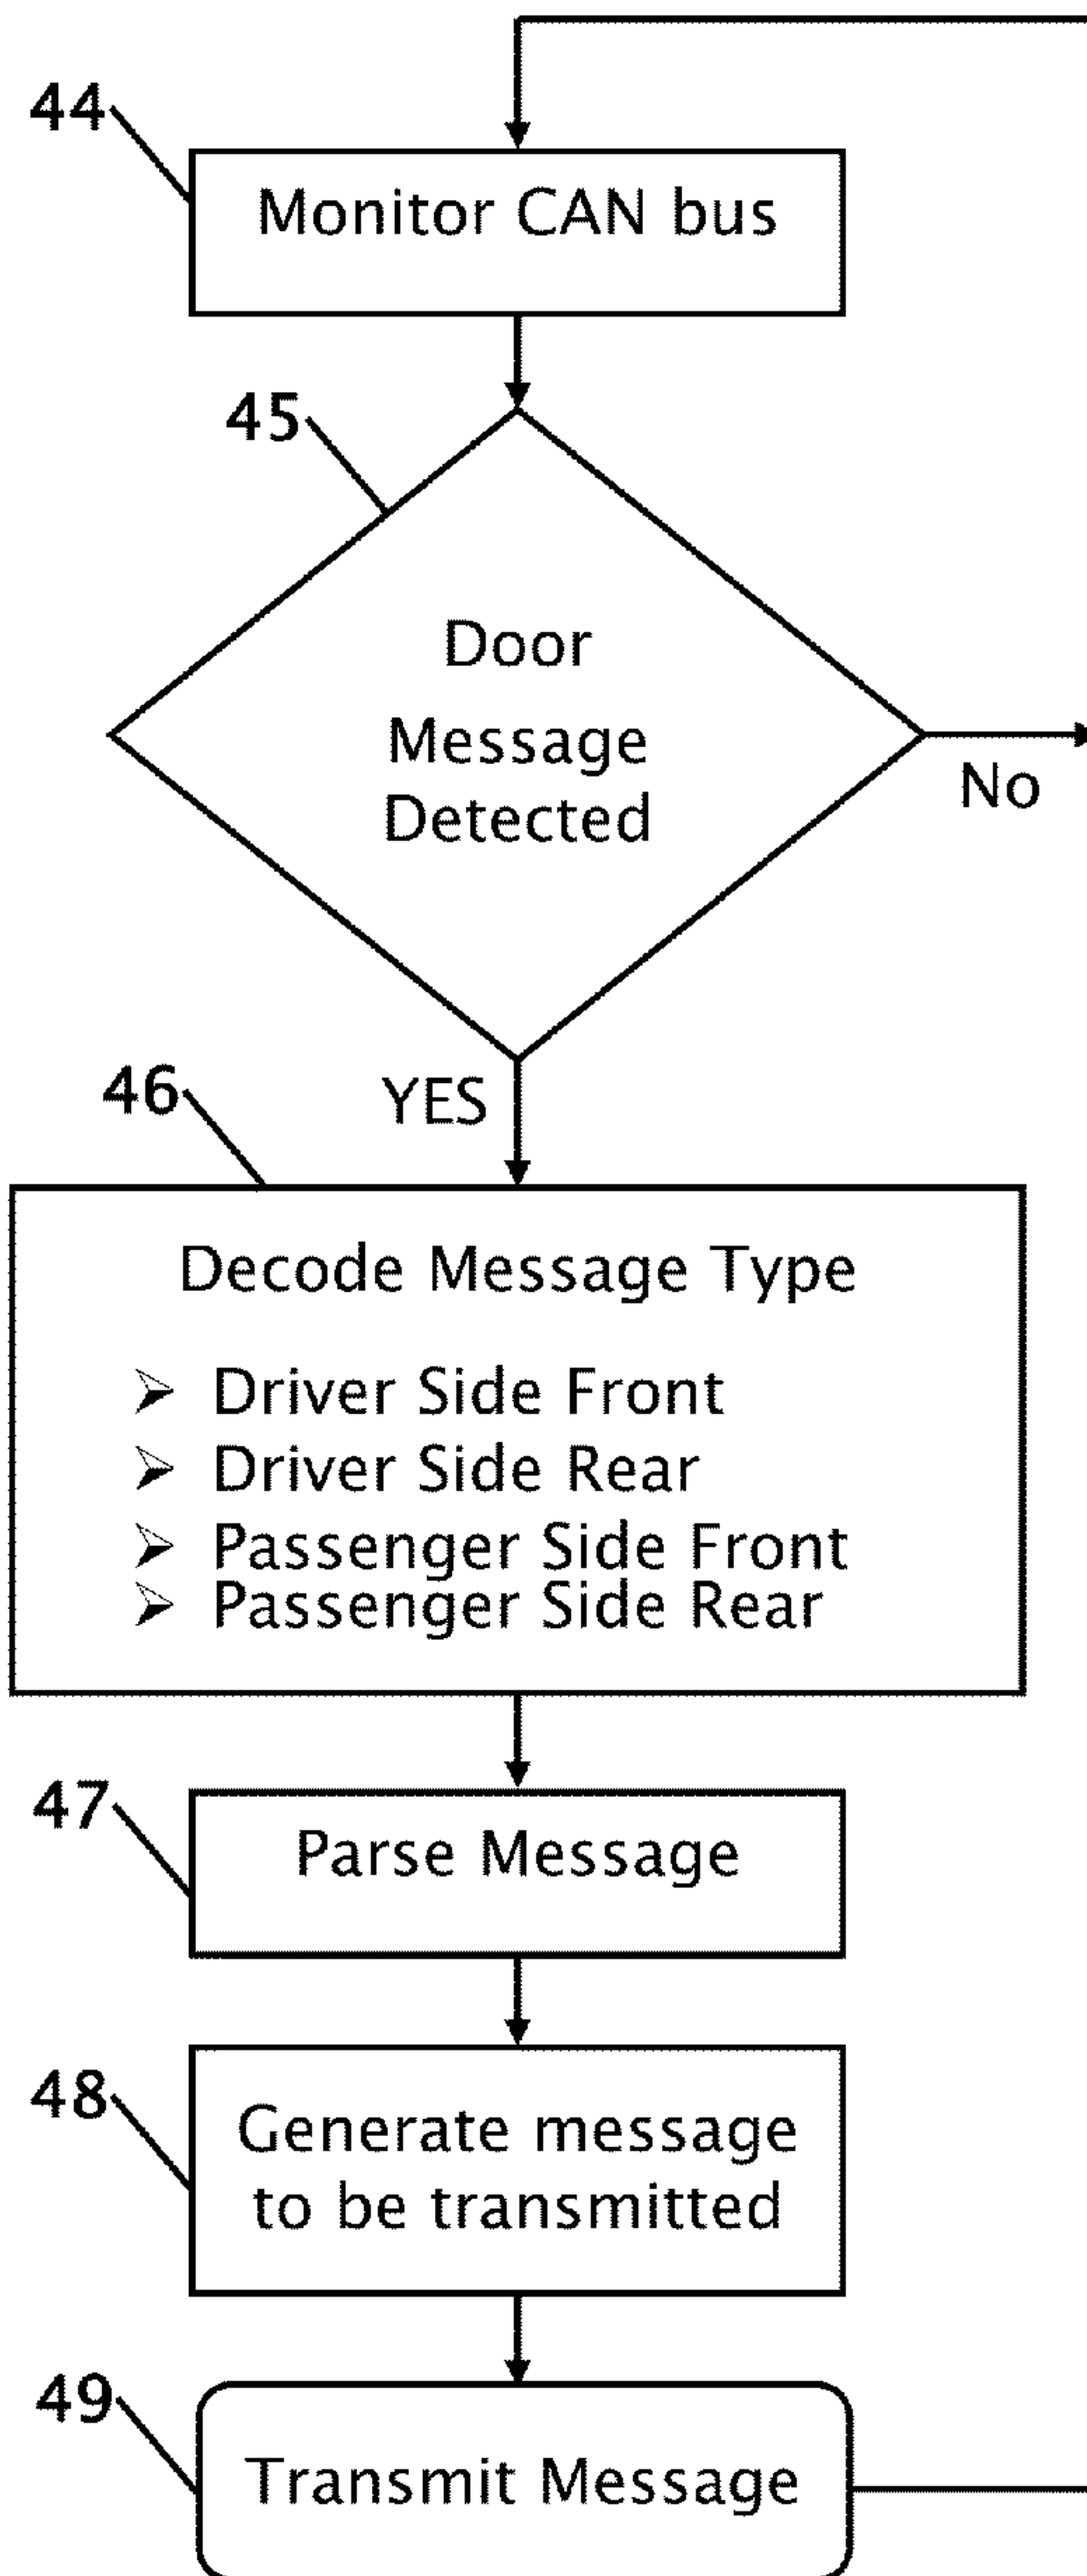 44
Monitor CAN bus
45
Door
Message
Detected
No
46
YES
Decode Message Type
➢ Driver Side Front
➢ Driver Side Rear
➢ Passenger Side Front
➢ Passenger Side Rear
47
Parse Message
48
Generate message
to be transmitted
49
Transmit Message